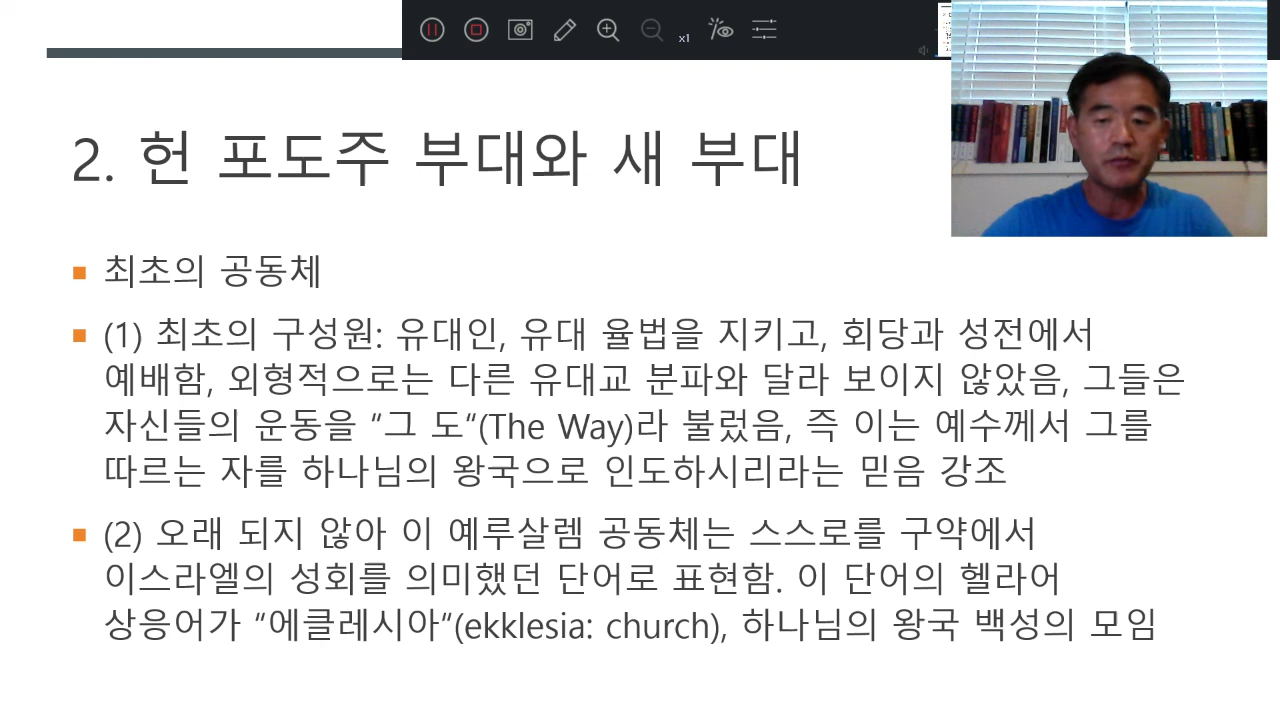 x1
2. 헌 포도주 부대와 새 부대
최초의 공동체
(1) 최초의 구성원: 유대인, 유대 율법을 지키고, 회당과 성전에서
예배함, 외형적으로는 다른 유대교 분파와 달라 보이지 않았음, 그들은
자신들의 운동을 “그 도“(The Way)라 불렀음, 즉 이는 예수께서 그를
따르는 자를 하나님의 왕국으로 인도하시리라는 믿음 강조
(2) 오래 되지 않아 이 예루살렘 공동체는 스스로를 구약에서
이스라엘의 성회를 의미했던 단어로 표현함. 이 단어의 헬라어
상응어가 “에클레시아“(ekklesia: church), 하나님의 왕국 백성의 모임